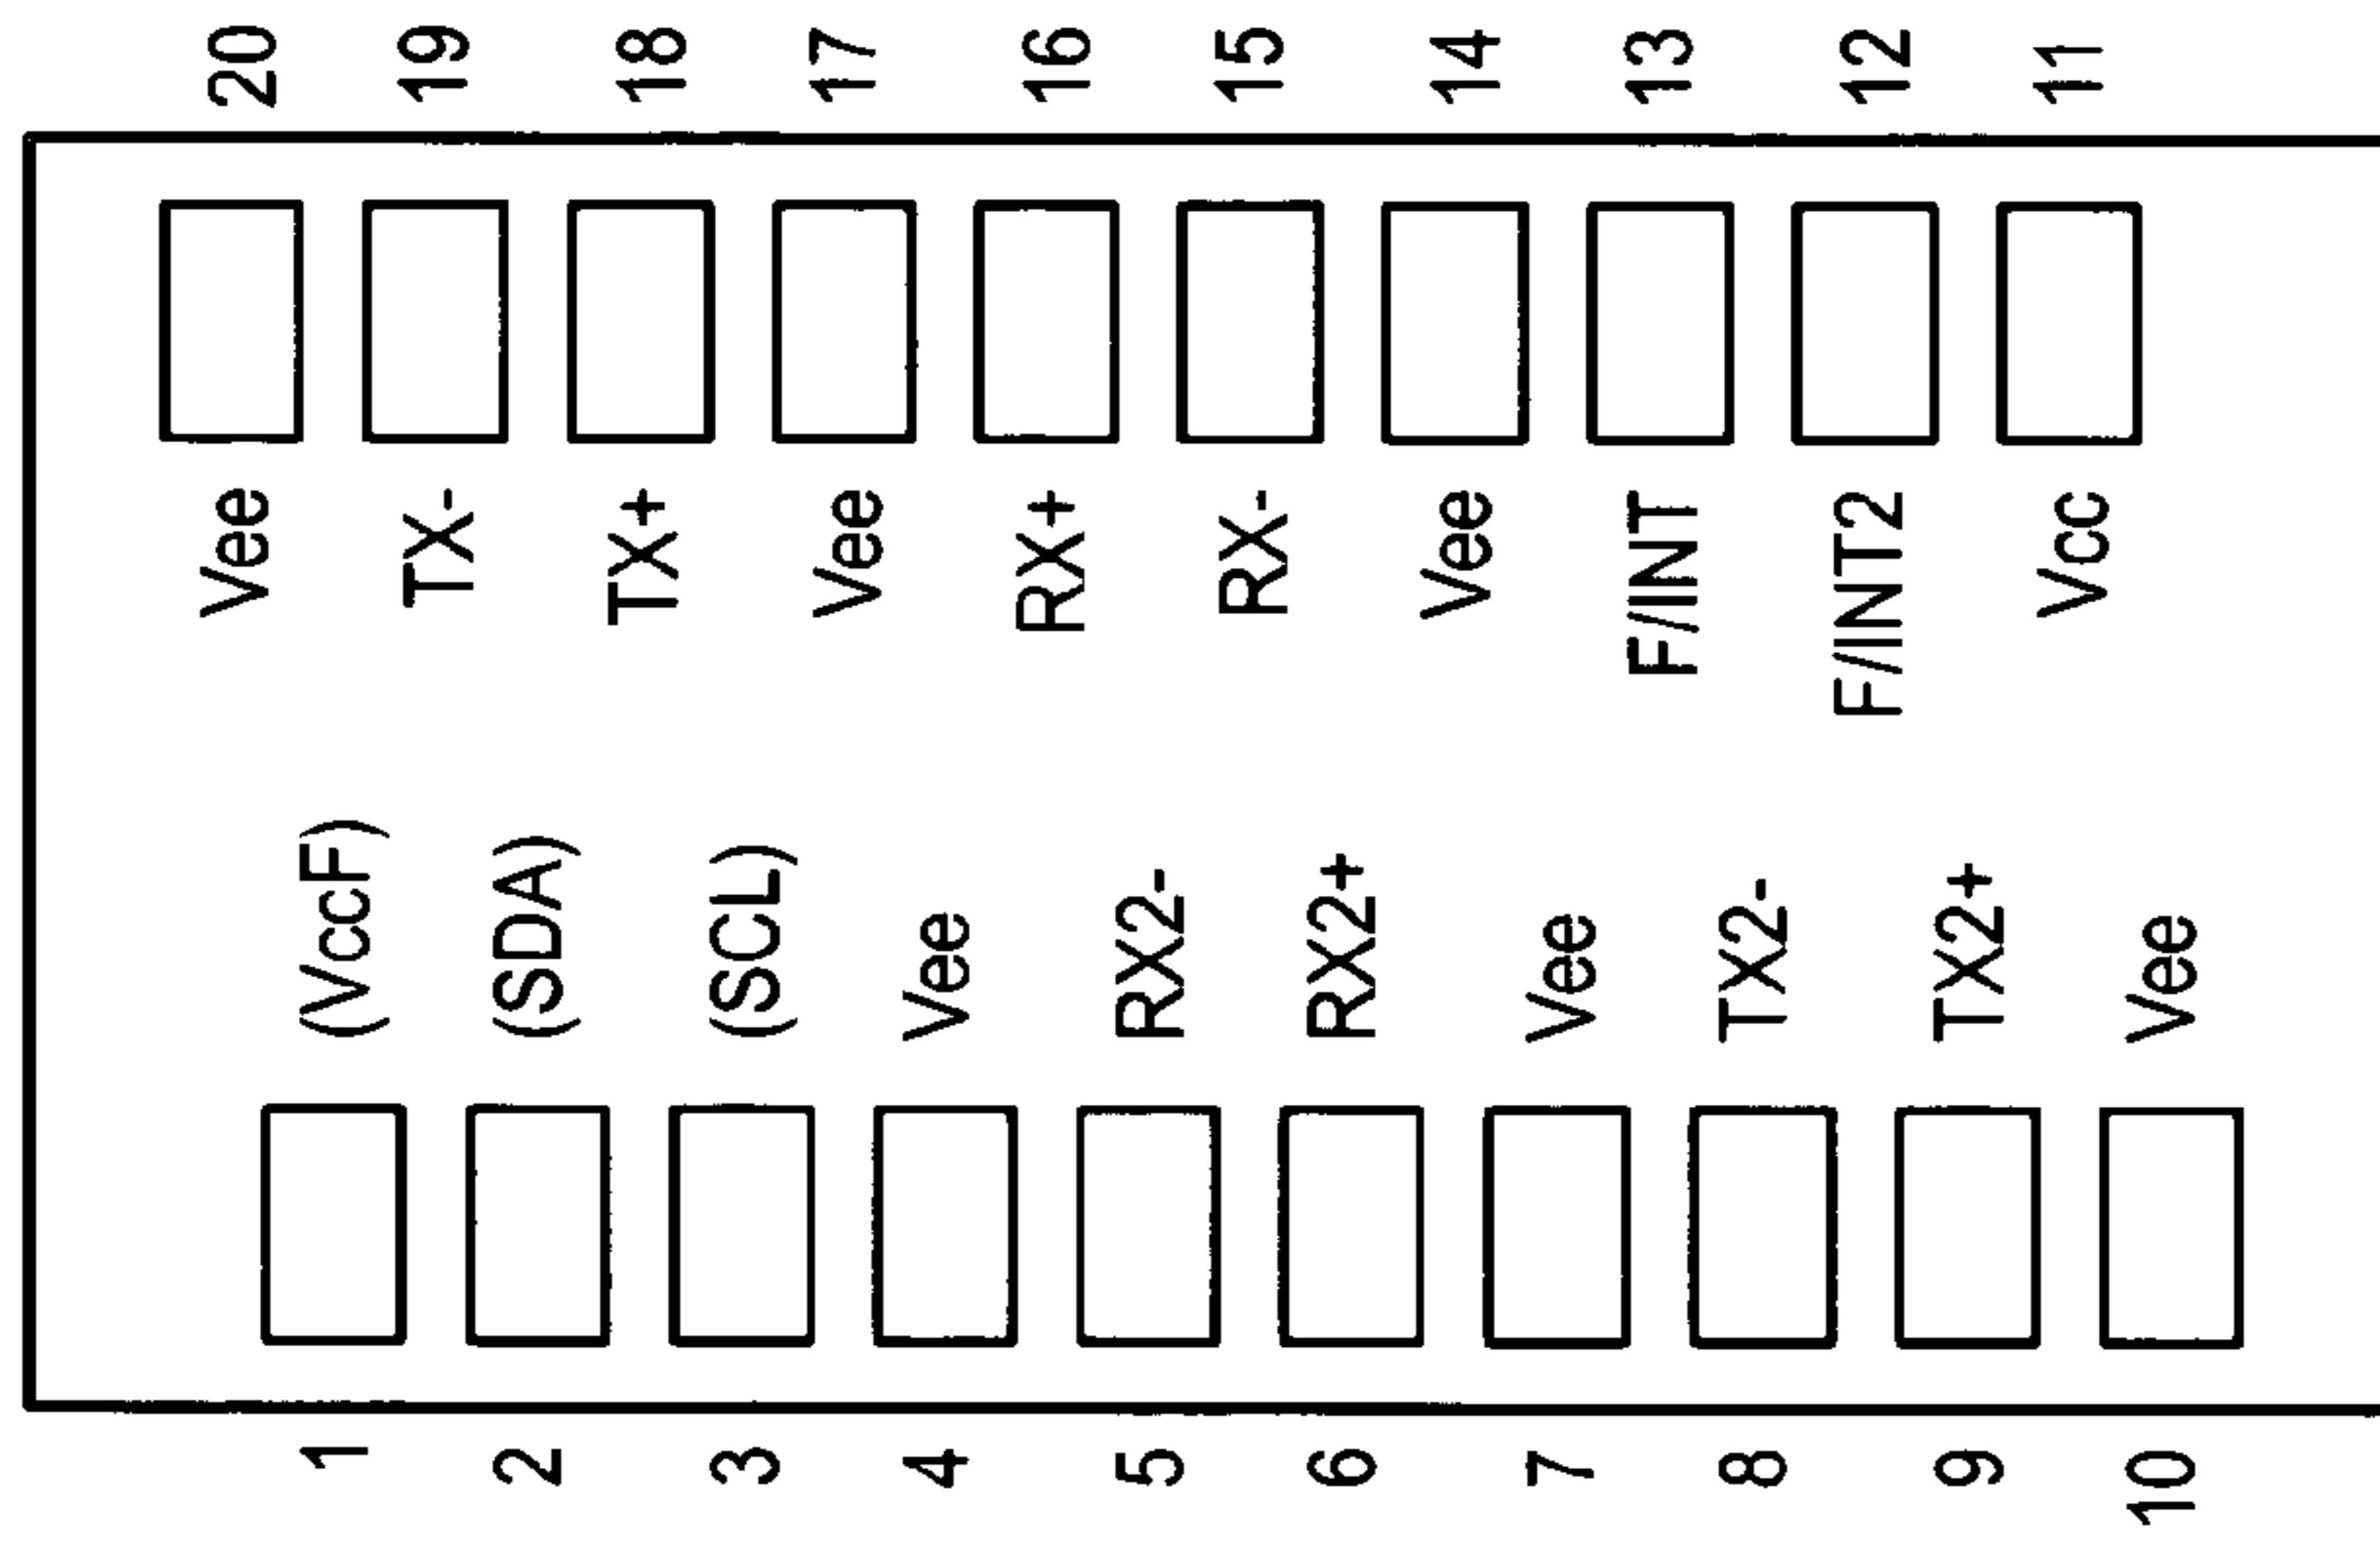 20 19 18 17 16 15 14 13 12 11
Vee TX- TX+ Vee RX+ RX- Vee F/INT F/INT2 Vcc
(VccF) (SDA) (SCL) Vee RX2- RX2+ Vee TX2- TX2+ Vee
1 2 3 4 5 6 7 8 9 10